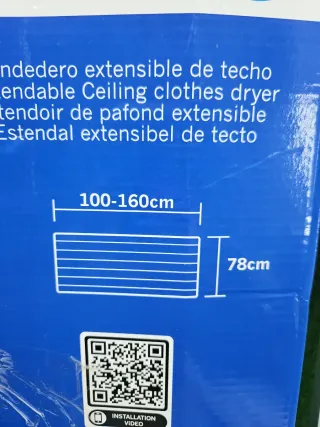 ndedero extensible de techo
tendable Ceiling clothes dryer
tendoir de pafond extensible
Estendal extensibel de tecto
100-160cm
78cm
INSTALLATION
VIDEO